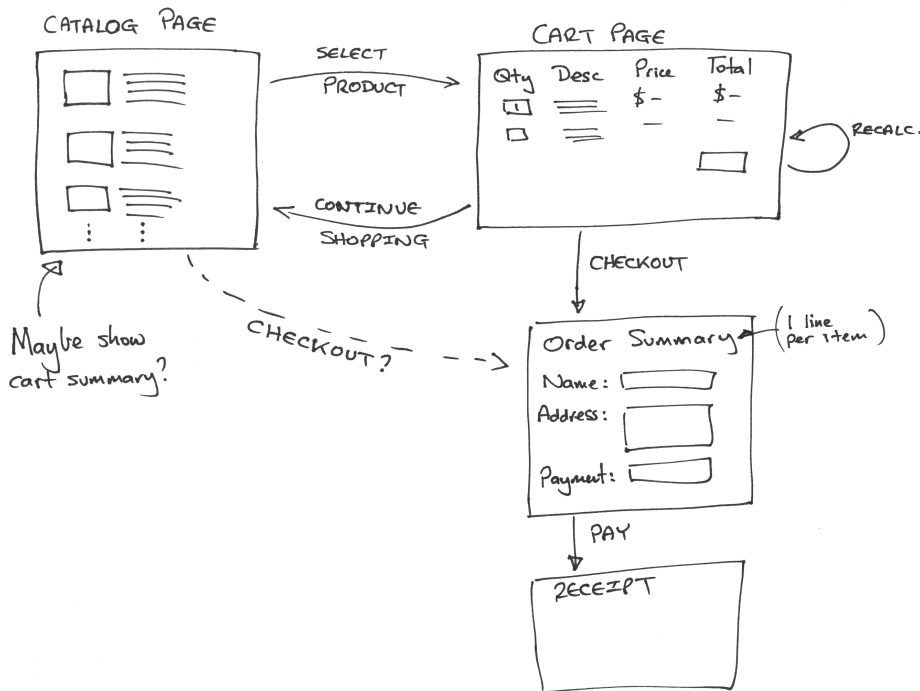 CATALOG PAGE
SELECT
PRODUCT
CONTINUE
SHOPPING
Maybe show
cart summary?
CHECKOUT?
CART PAGE
Qty Desc Price Total
1 $- $-
RECALC.
CHECKOUT
Order Summary
(1 line
per item)
Name:
Address:
Payment:
PAY
RECEIPT